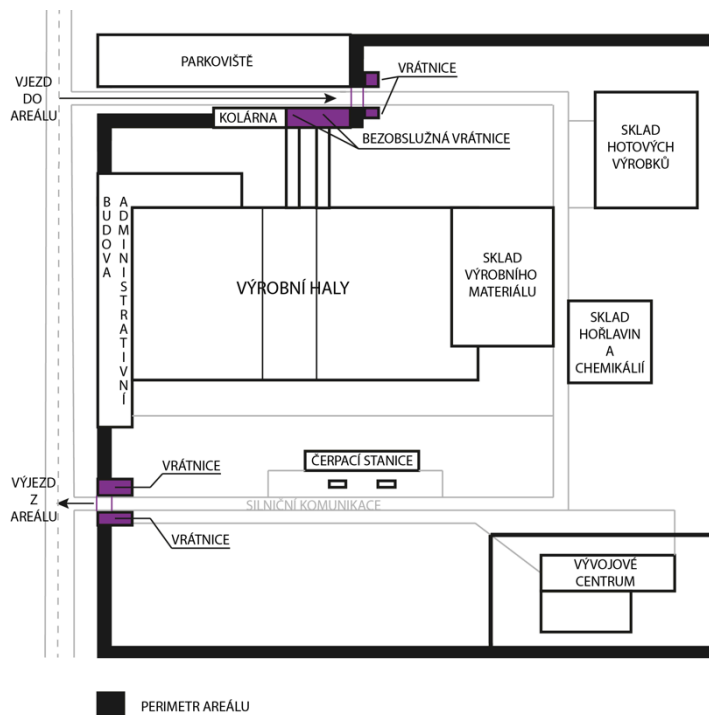 PARKOVIŠTĚ
VRÁTNICE
VJEZD
DO
AREÁLU
KOLÁRNA
BEZOBSLUŽNÁ VRÁTNICE
SKLAD
HOTOVÝCH
VÝROBKŮ
BUDOVA
ADMINISTRATIVNÍ
VÝROBNÍ HALY
SKLAD
VÝROBNÍHO
MATERIÁLU
SKLAD
HOŘLAVIN
A
CHEMIKÁLIÍ
VRÁTNICE
ČERPACÍ STANICE
VÝJEZD
Z
AREÁLU
SILNIČNÍ KOMUNIKACE
VRÁTNICE
VÝVOJOVÉ
CENTRUM
PERIMETR AREÁLU